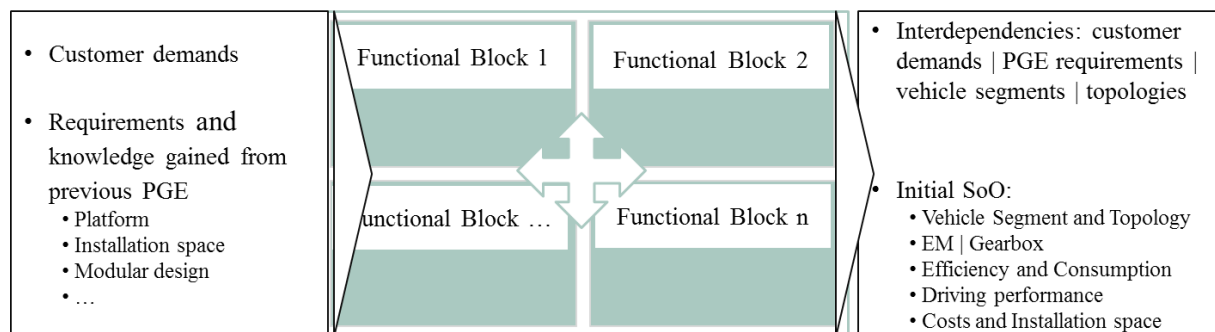 • Customer demands
• Requirements and
knowledge gained from
previous PGE
• Platform
• Installation space
• Modular design
• …
Functional Block 1
Functional Block 2
unctional Block …
Functional Block n
• Interdependencies: customer
demands | PGE requirements |
vehicle segments | topologies
• Initial SoO:
• Vehicle Segment and Topology
• EM | Gearbox
• Efficiency and Consumption
• Driving performance
• Costs and Installation space